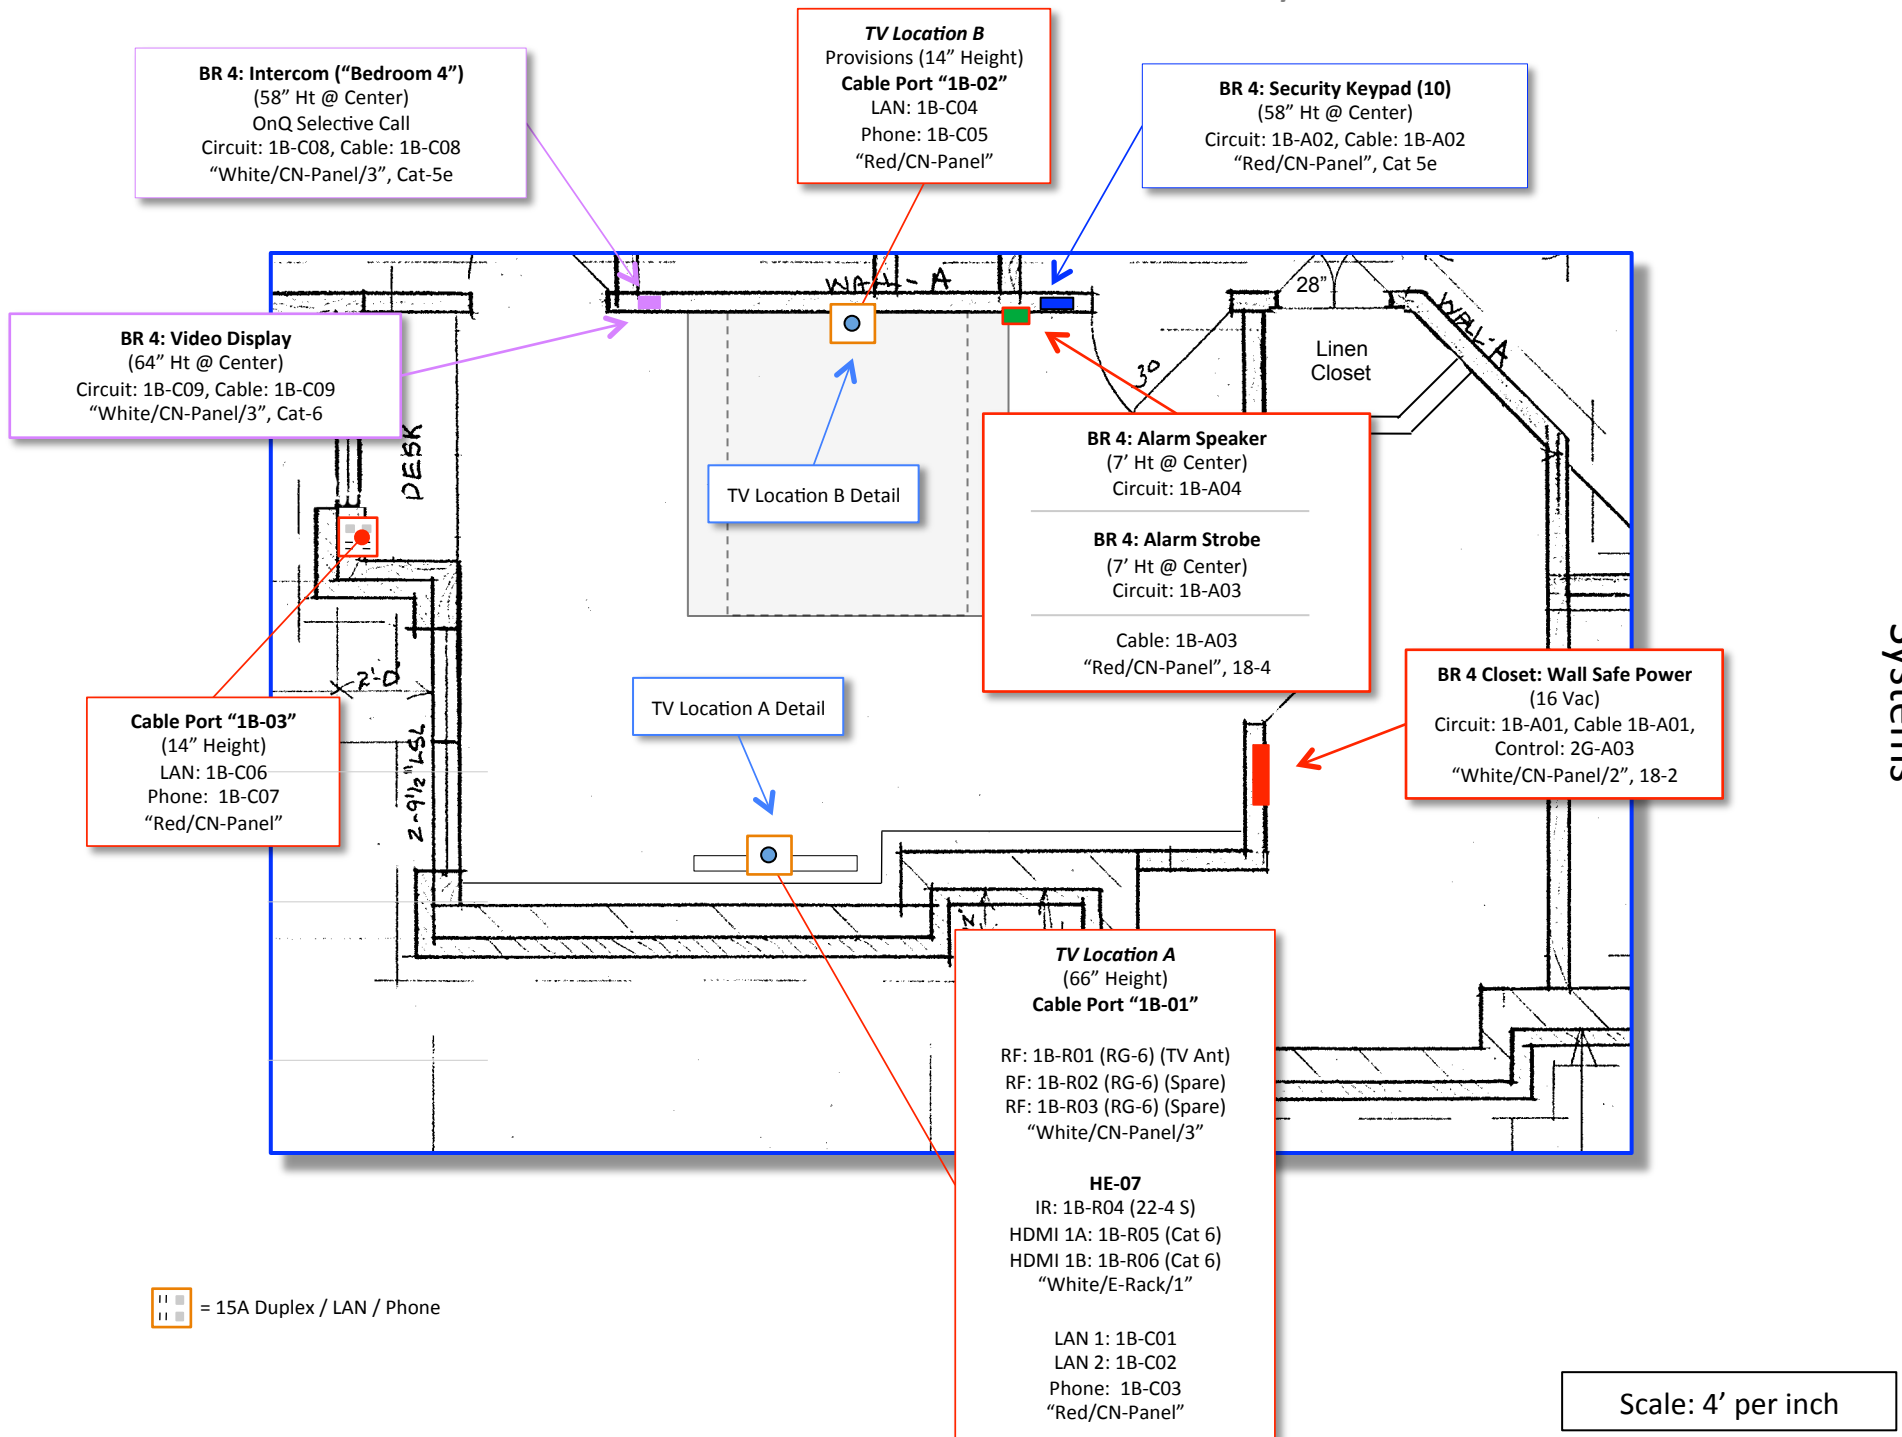 TV Location B
Provisions (14” Height)
Cable Port “1B-02”
LAN: 1B-C04
Phone: 1B-C05
“Red/CN-Panel”
BR 4: Intercom (“Bedroom 4”)
(58” Ht @ Center)
OnQ Selective Call
Circuit: 1B-C08, Cable: 1B-C08
“White/CN-Panel/3”, Cat-5e
BR 4: Security Keypad (10)
(58” Ht @ Center)
Circuit: 1B-A02, Cable: 1B-A02
“Red/CN-Panel”, Cat 5e
WALL-A
28”
WALL-A
BR 4: Video Display
(64” Ht @ Center)
Circuit: 1B-C09, Cable: 1B-C09
“White/CN-Panel/3”, Cat-6
Linen
Closet
30
DESK
TV Location B Detail
BR 4: Alarm Speaker
(7’ Ht @ Center)
Circuit: 1B-A04
BR 4: Alarm Strobe
(7’ Ht @ Center)
Circuit: 1B-A03
Cable: 1B-A03
“Red/CN-Panel”, 18-4
Systems
BR 4 Closet: Wall Safe Power
(16 Vac)
Circuit: 1B-A01, Cable 1B-A01,
Control: 2G-A03
“White/CN-Panel/2”, 18-2
2'-0
TV Location A Detail
Cable Port “1B-03”
(14” Height)
LAN: 1B-C06
Phone: 1B-C07
“Red/CN-Panel”
2-9½" LSL
TV Location A
(66” Height)
Cable Port “1B-01”
RF: 1B-R01 (RG-6) (TV Ant)
RF: 1B-R02 (RG-6) (Spare)
RF: 1B-R03 (RG-6) (Spare)
“White/CN-Panel/3”
HE-07
IR: 1B-R04 (22-4 S)
HDMI 1A: 1B-R05 (Cat 6)
HDMI 1B: 1B-R06 (Cat 6)
“White/E-Rack/1”
LAN 1: 1B-C01
LAN 2: 1B-C02
Phone: 1B-C03
“Red/CN-Panel”
= 15A Duplex / LAN / Phone
Scale: 4’ per inch